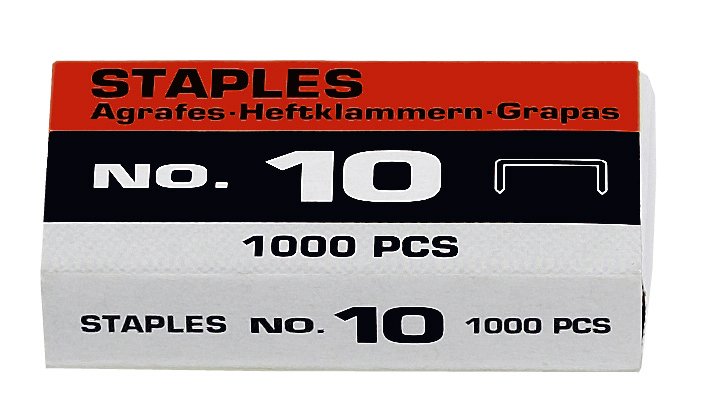 STAPLES
Agrafes·Heftklammern·Grapas
NO. 10
1000 PCS
STAPLES NO. 10 1000 PCS